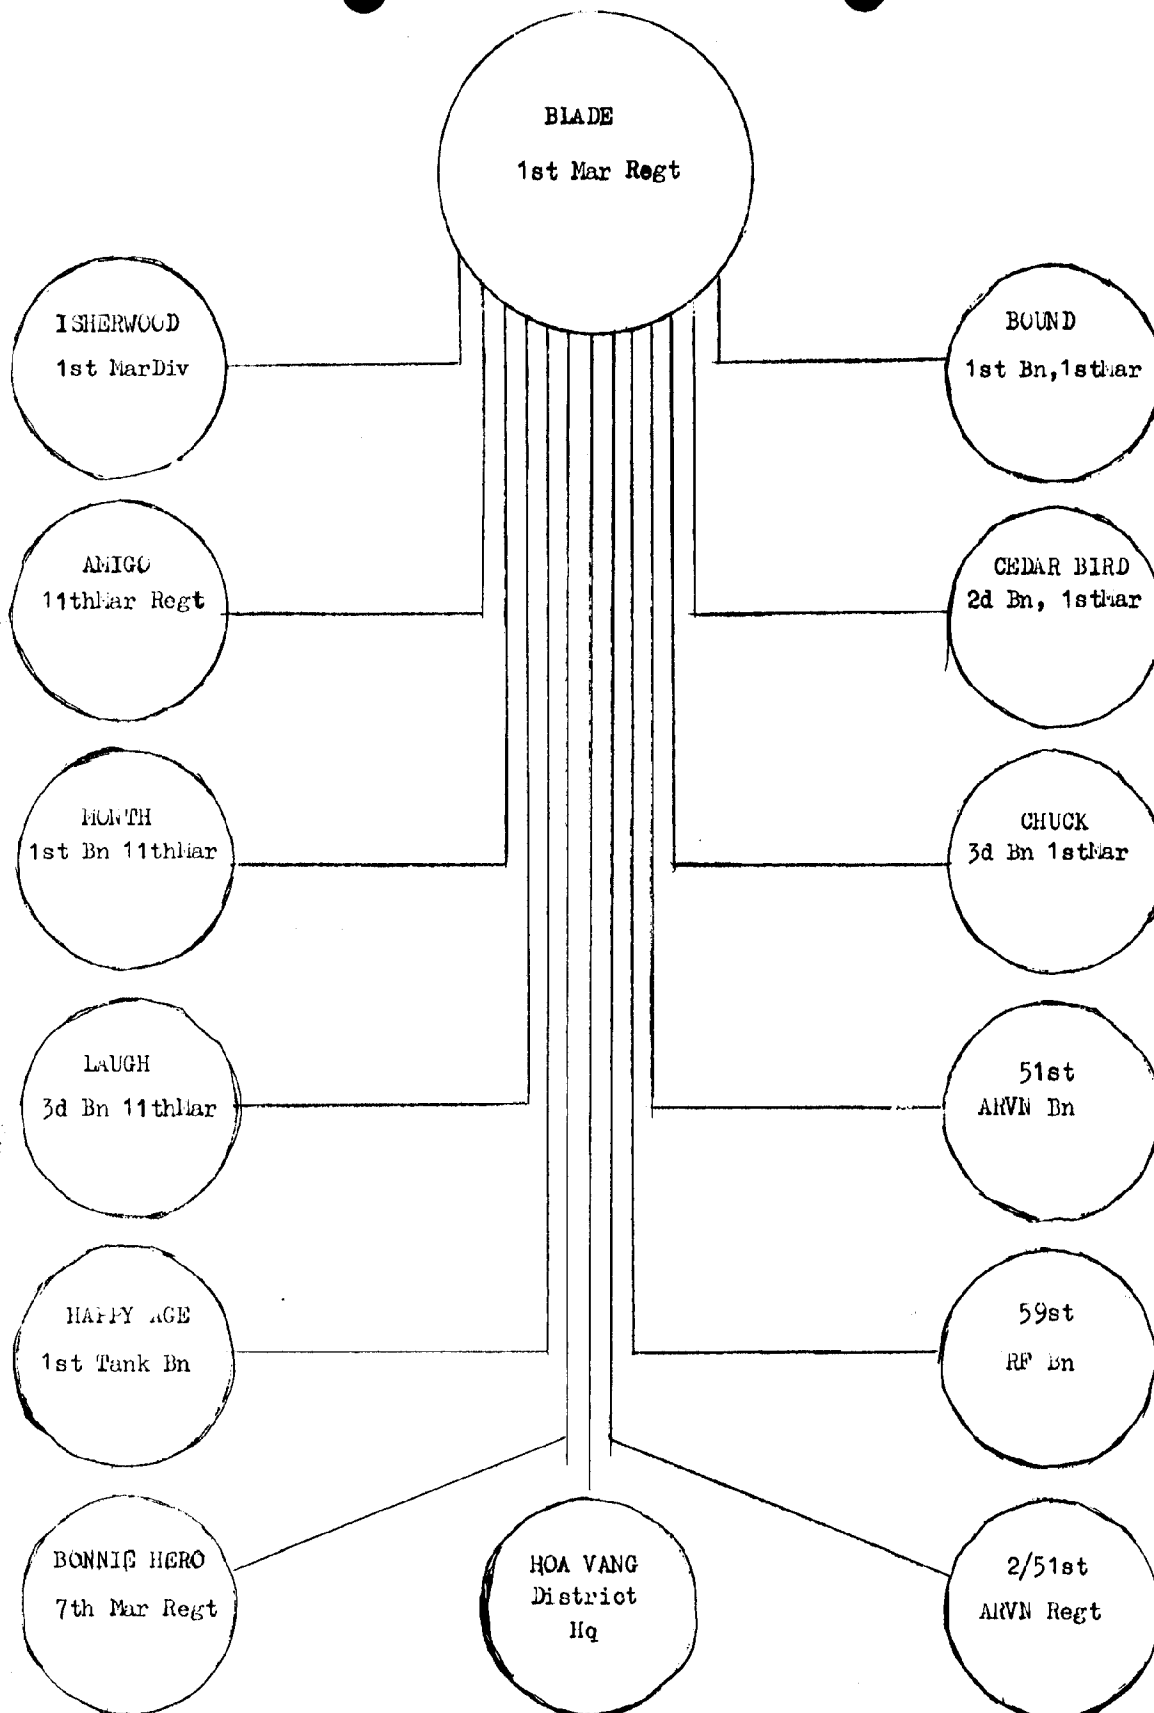 BLADE
1st Mar Regt
ISHERWOOD
1st MarDiv
BOUND
1st Bn,1stMar
AMIGO
11thMar Regt
CEDAR BIRD
2d Bn, 1stMar
MONTH
1st Bn 11thMar
CHUCK
3d Bn 1stMar
LAUGH
3d Bn 11thMar
51st
ARVN Bn
HAPPY AGE
1st Tank Bn
59st
RF Bn
BONNIE HERO
7th Mar Regt
HOA VANG
District
Hq
2/51st
ARVN Regt